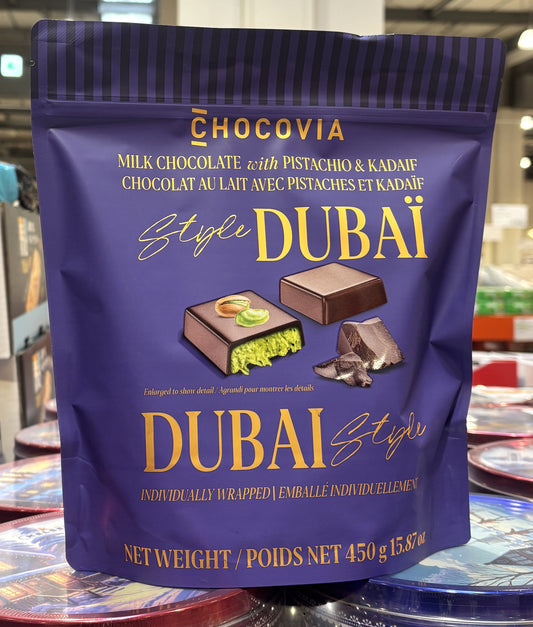 CHOCOVIA
MILK CHOCOLATE with PISTACHIO & KADAIF
CHOCOLAT AU LAIT AVEC PISTACHES ET KADAÏF
Style DUBAÏ
Enlarged to show detail / Agrandi pour montrer les détails
DUBAI Style
INDIVIDUALLY WRAPPED | EMBALLÉ INDIVIDUELLEMENT
NET WEIGHT / POIDS NET 450 g 15.87 oz